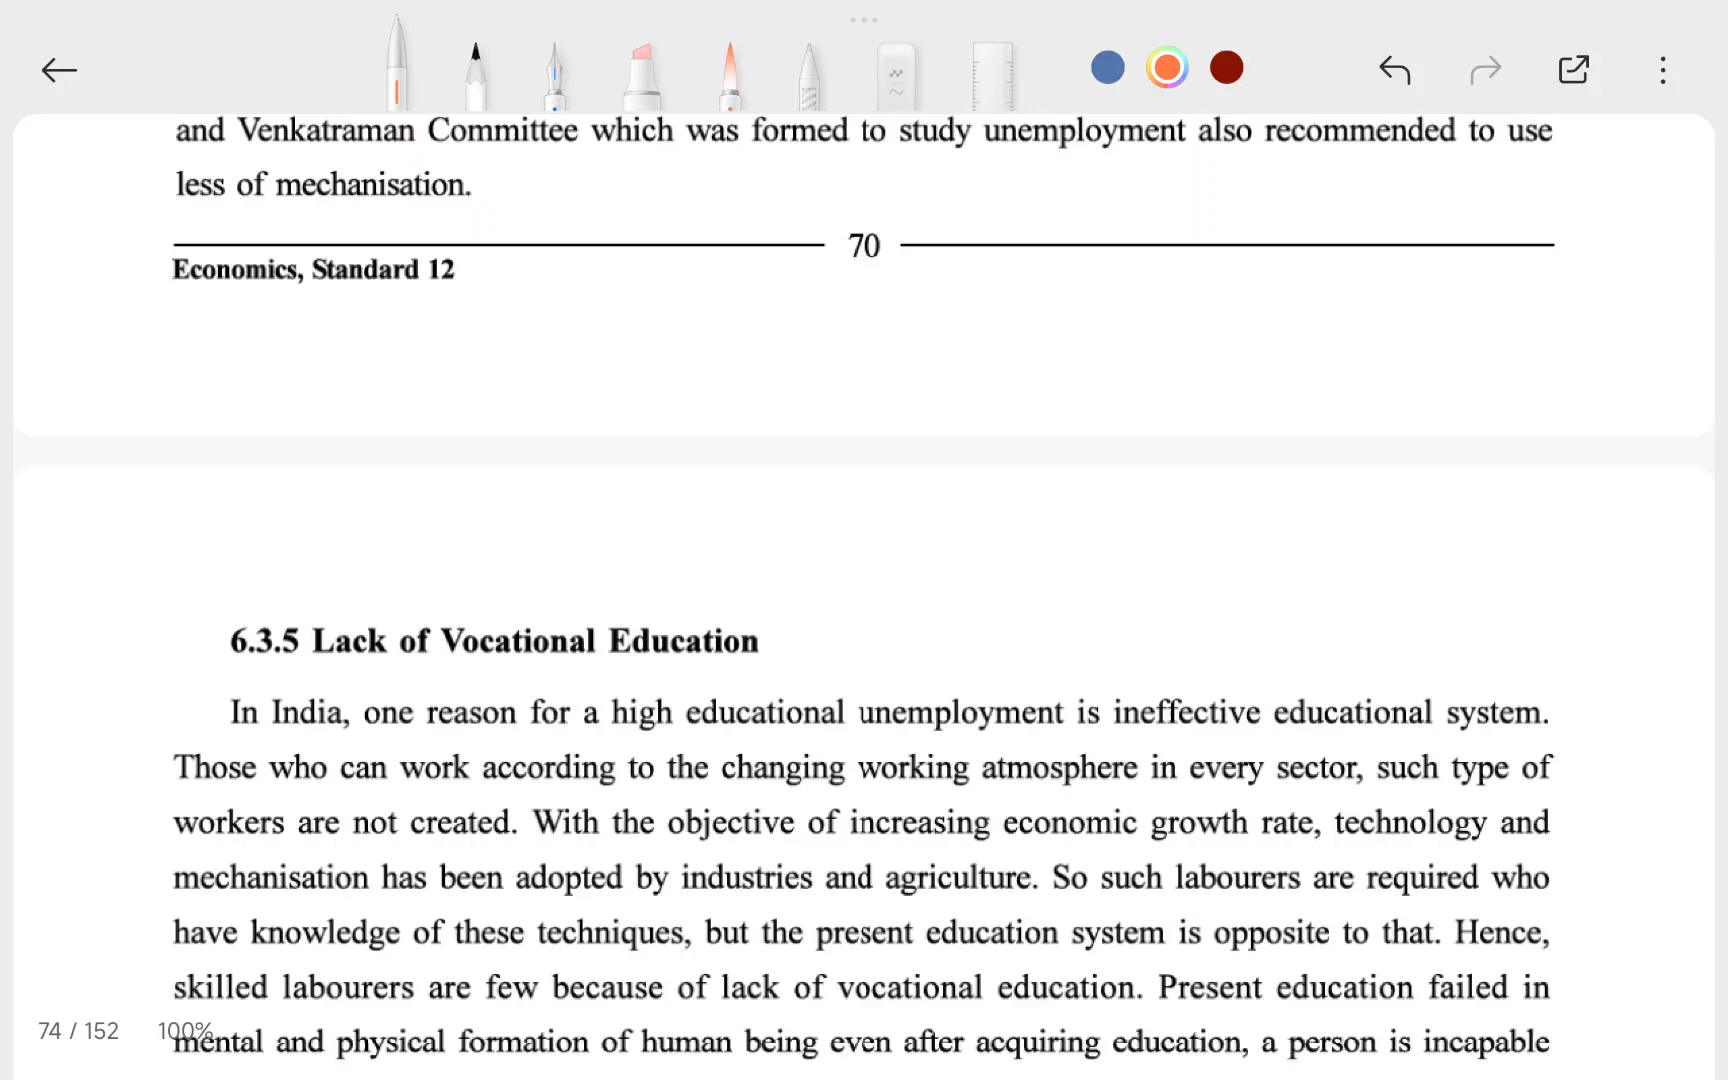 and Venkatraman Committee which was formed to study unemployment also recommended to use
less of mechanisation.
70
Economics, Standard 12
6.3.5 Lack of Vocational Education
In India, one reason for a high educational unemployment is ineffective educational system.
Those who can work according to the changing working atmosphere in every sector, such type of
workers are not created. With the objective of increasing economic growth rate, technology and
mechanisation has been adopted by industries and agriculture. So such labourers are required who
have knowledge of these techniques, but the present education system is opposite to that. Hence,
skilled labourers are few because of lack of vocational education. Present education failed in
mental and physical formation of human being even after acquiring education, a person is incapable
74 / 152 100%